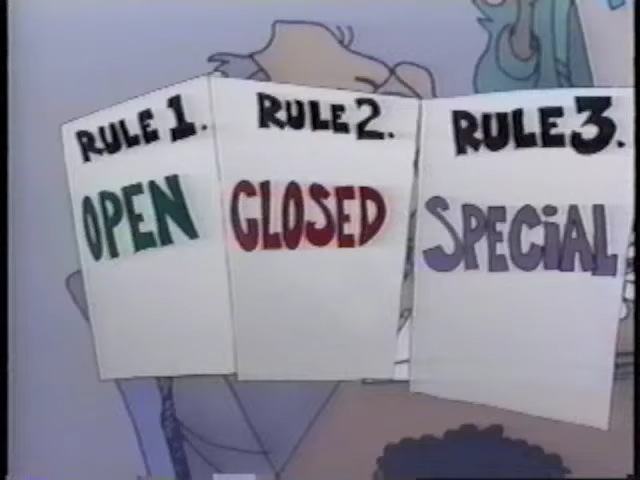 RULE 1.
OPEN
RULE 2.
CLOSED
RULE 3.
SPECiAL